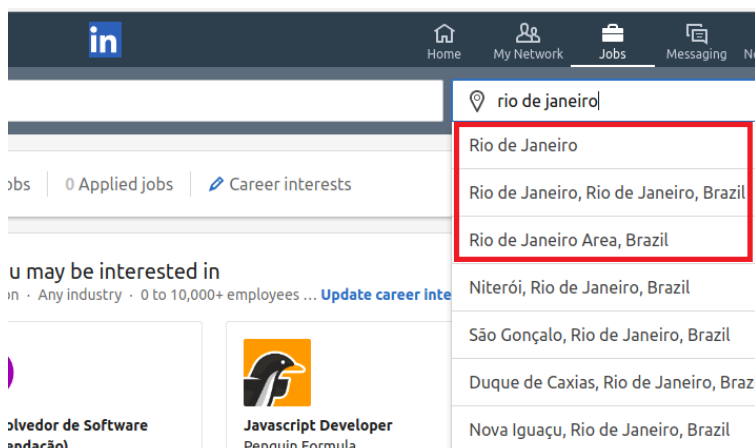 in
Home
My Network
Jobs
Messaging
rio de janeiro
Rio de Janeiro
Rio de Janeiro, Rio de Janeiro, Brazil
Rio de Janeiro Area, Brazil
Niterói, Rio de Janeiro, Brazil
São Gonçalo, Rio de Janeiro, Brazil
Duque de Caxias, Rio de Janeiro, Braz
Nova Iguaçu, Rio de Janeiro, Brazil
obs
0 Applied jobs
Career interests
u may be interested in
on · Any industry · 0 to 10,000+ employees ... Update career inte
olvedor de Software
Javascript Developer
Penguin Formula